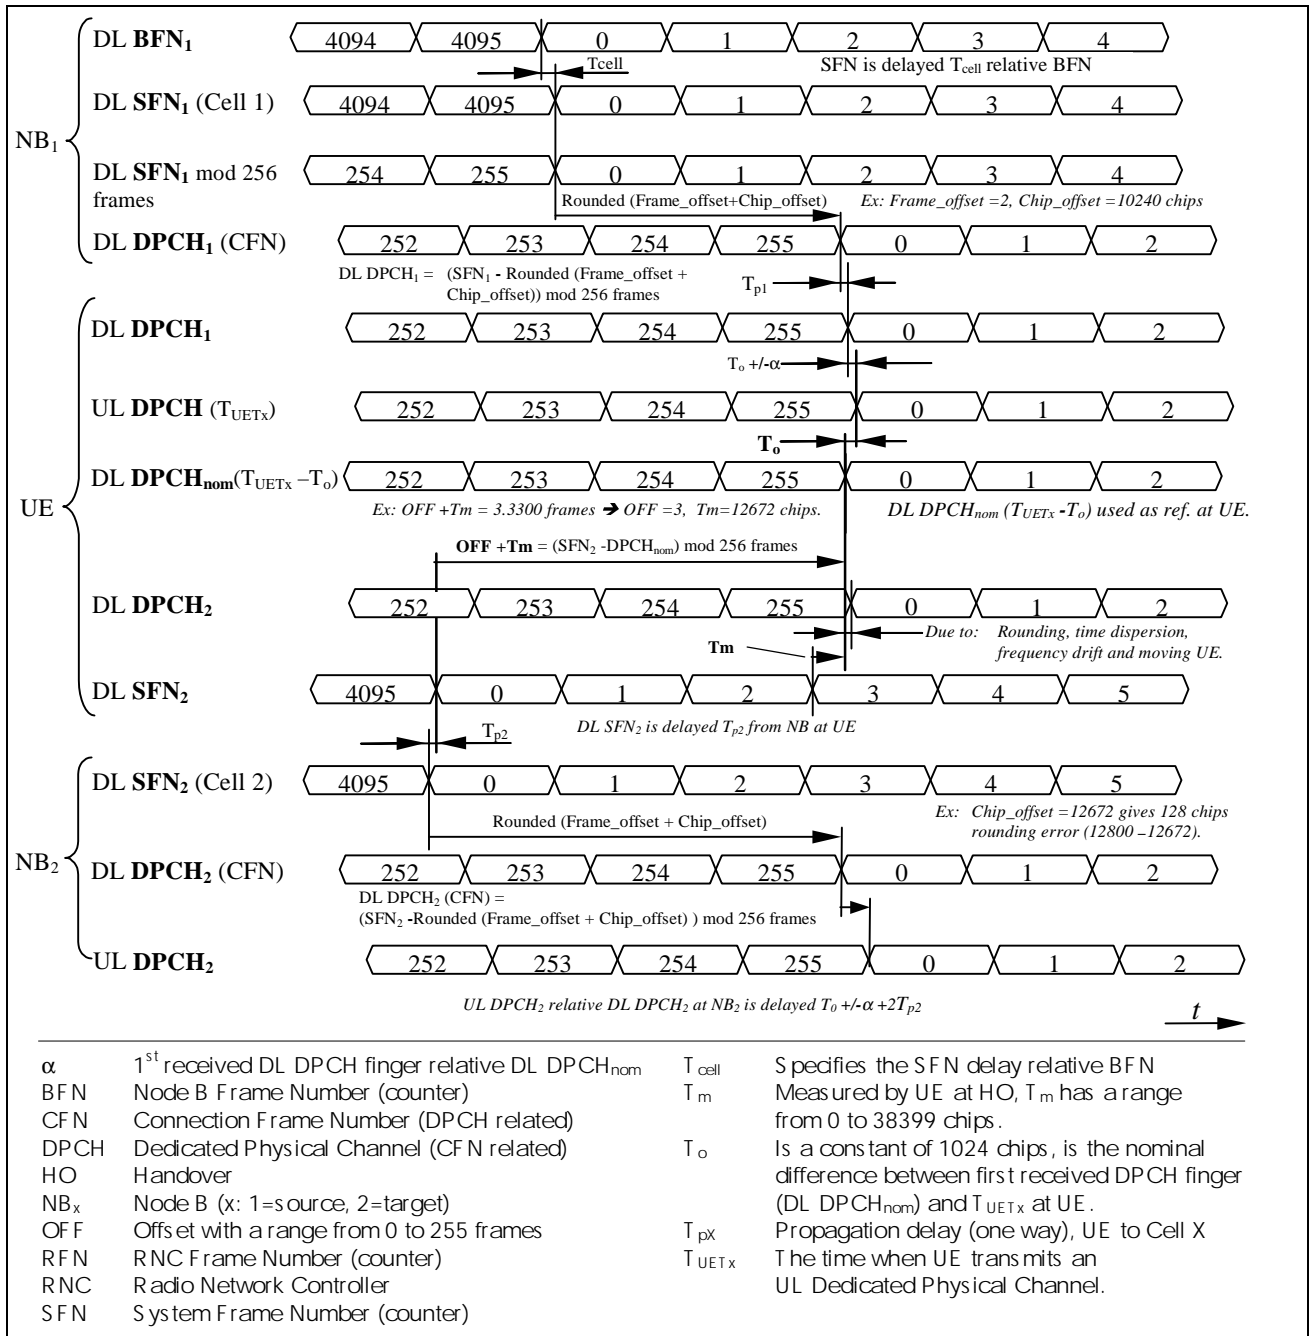 DL BFN1 4094 4095 0 1 2 3 4
Tcell SFN is delayed Tcell relative BFN
DL SFN1 (Cell 1) 4094 4095 0 1 2 3 4
NB1
DL SFN1 mod 256 frames 254 255 0 1 2 3 4
Rounded (Frame_offset+Chip_offset) Ex: Frame_offset =2, Chip_offset =10240 chips
DL DPCH1 (CFN) 252 253 254 255 0 1 2
DL DPCH1 = (SFN1 - Rounded (Frame_offset +
Chip_offset)) mod 256 frames
Tp1
DL DPCH1 252 253 254 255 0 1 2
To +/-α
UL DPCH (TUETx) 252 253 254 255 0 1 2
To
DL DPCHnom(TUETx –To) 252 253 254 255 0 1 2
UE
Ex: OFF +Tm = 3.3300 frames ➔ OFF =3, Tm=12672 chips. DL DPCHnom (TUETx -To) used as ref. at UE.
OFF +Tm = (SFN2 -DPCHnom) mod 256 frames
DL DPCH2 252 253 254 255 0 1 2
Due to: Rounding, time dispersion,
frequency drift and moving UE.
Tm
DL SFN2 4095 0 1 2 3 4 5
DL SFN2 is delayed Tp2 from NB at UE
Tp2
DL SFN2 (Cell 2) 4095 0 1 2 3 4 5
Ex: Chip_offset =12672 gives 128 chips
rounding error (12800 –12672).
Rounded (Frame_offset + Chip_offset)
NB2
DL DPCH2 (CFN) 252 253 254 255 0 1 2
DL DPCH2 (CFN) =
(SFN2 -Rounded (Frame_offset + Chip_offset) ) mod 256 frames
UL DPCH2 252 253 254 255 0 1 2
UL DPCH2 relative DL DPCH2 at NB2 is delayed T0 +/-α +2Tp2
t
α 1st received DL DPCH finger relative DL DPCHnom
BFN Node B Frame Number (counter)
CFN Connection Frame Number (DPCH related)
DPCH Dedicated Physical Channel (CFN related)
HO Handover
NBx Node B (x: 1=source, 2=target)
OFF Offset with a range from 0 to 255 frames
RFN RNC Frame Number (counter)
RNC Radio Network Controller
SFN System Frame Number (counter)
Tcell Specifies the SFN delay relative BFN
Tm Measured by UE at HO, Tm has a range
from 0 to 38399 chips.
To Is a constant of 1024 chips, is the nominal
difference between first received DPCH finger
(DL DPCHnom) and TUETx at UE.
TpX Propagation delay (one way), UE to Cell X
TUETx The time when UE transmits an
UL Dedicated Physical Channel.